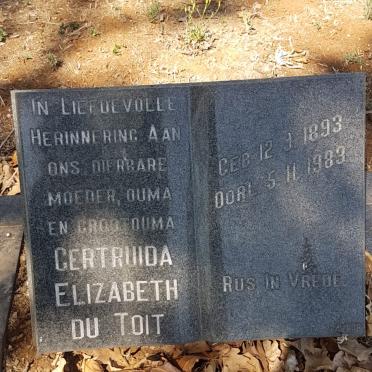 In Liefdevolle
Herinnering Aan
ons. dierbare
moeder, ouma
en grootouma
Gertruida
Elizabeth
du Toit
Geb. 12.1.1893
Oorl. 5.11.1983
Rus in Vrede